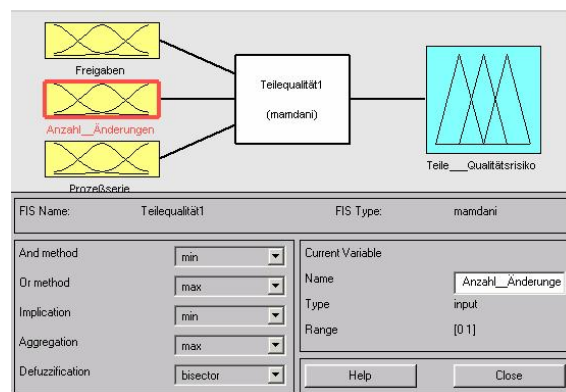 Freigaben
Anzahl__Änderungen
Prozeßserie
Teilequalität1
(mamdani)
Teile___Qualitätsrisiko
FIS Name: Teilequalität1 FIS Type: mamdani
And method min
Or method max
Implication min
Aggregation max
Defuzzification bisector
Current Variable
Name Anzahl__Änderunge
Type input
Range [0 1]
Help Close